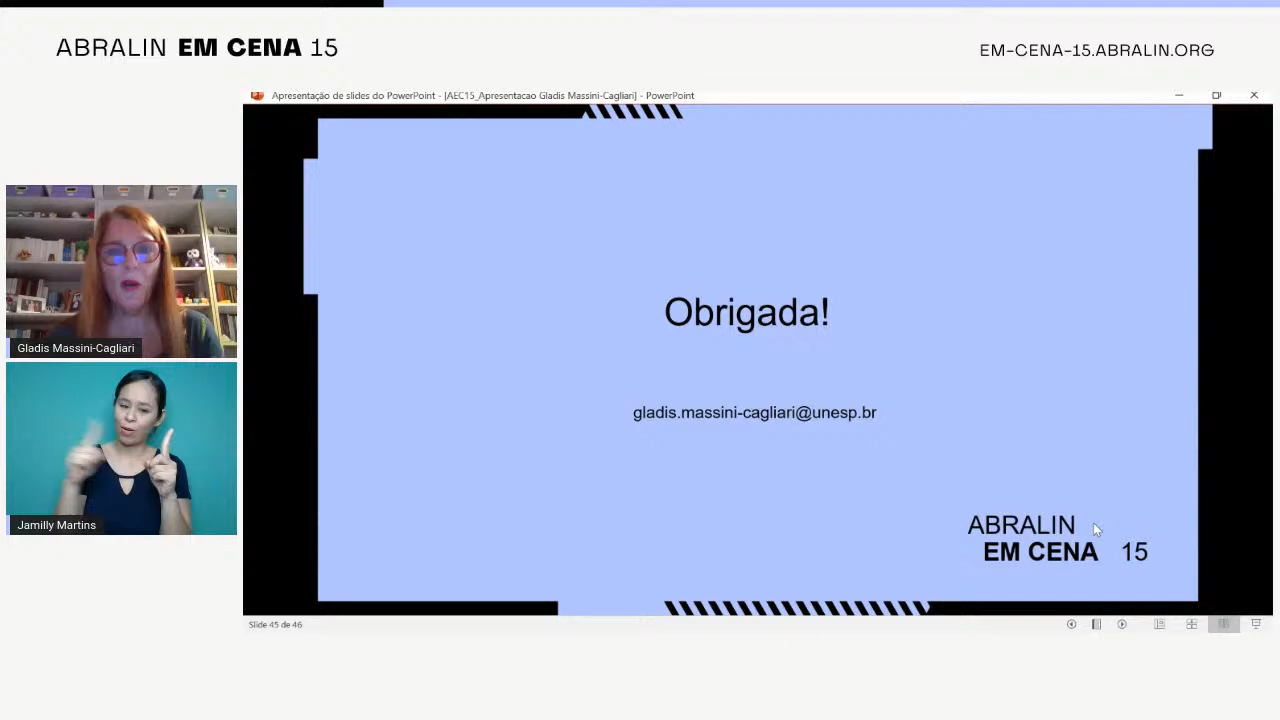 ABRALIN EM CENA 15
EM-CENA-15.ABRALIN.ORG
Apresentação de slides do PowerPoint - [AEC15_Apresentacao Gladis Massini-Cagliari] - PowerPoint
Gladis Massini-Cagliari
Jamilly Martins
Obrigada!
gladis.massini-cagliari@unesp.br
ABRALIN
EM CENA 15
Slide 45 de 46